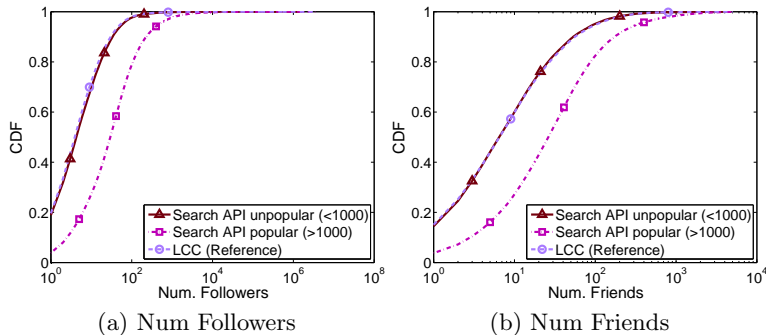 1
0.8
0.6
0.4
0.2
0
CDF
Search API unpopular (<1000)
Search API popular (>1000)
LCC (Reference)
10^0 10^2 10^4 10^6 10^8
Num. Followers
(a) Num Followers
1
0.8
0.6
0.4
0.2
0
CDF
Search API unpopular (<1000)
Search API popular (>1000)
LCC (Reference)
10^0 10^1 10^2 10^3 10^4
Num. Friends
(b) Num Friends